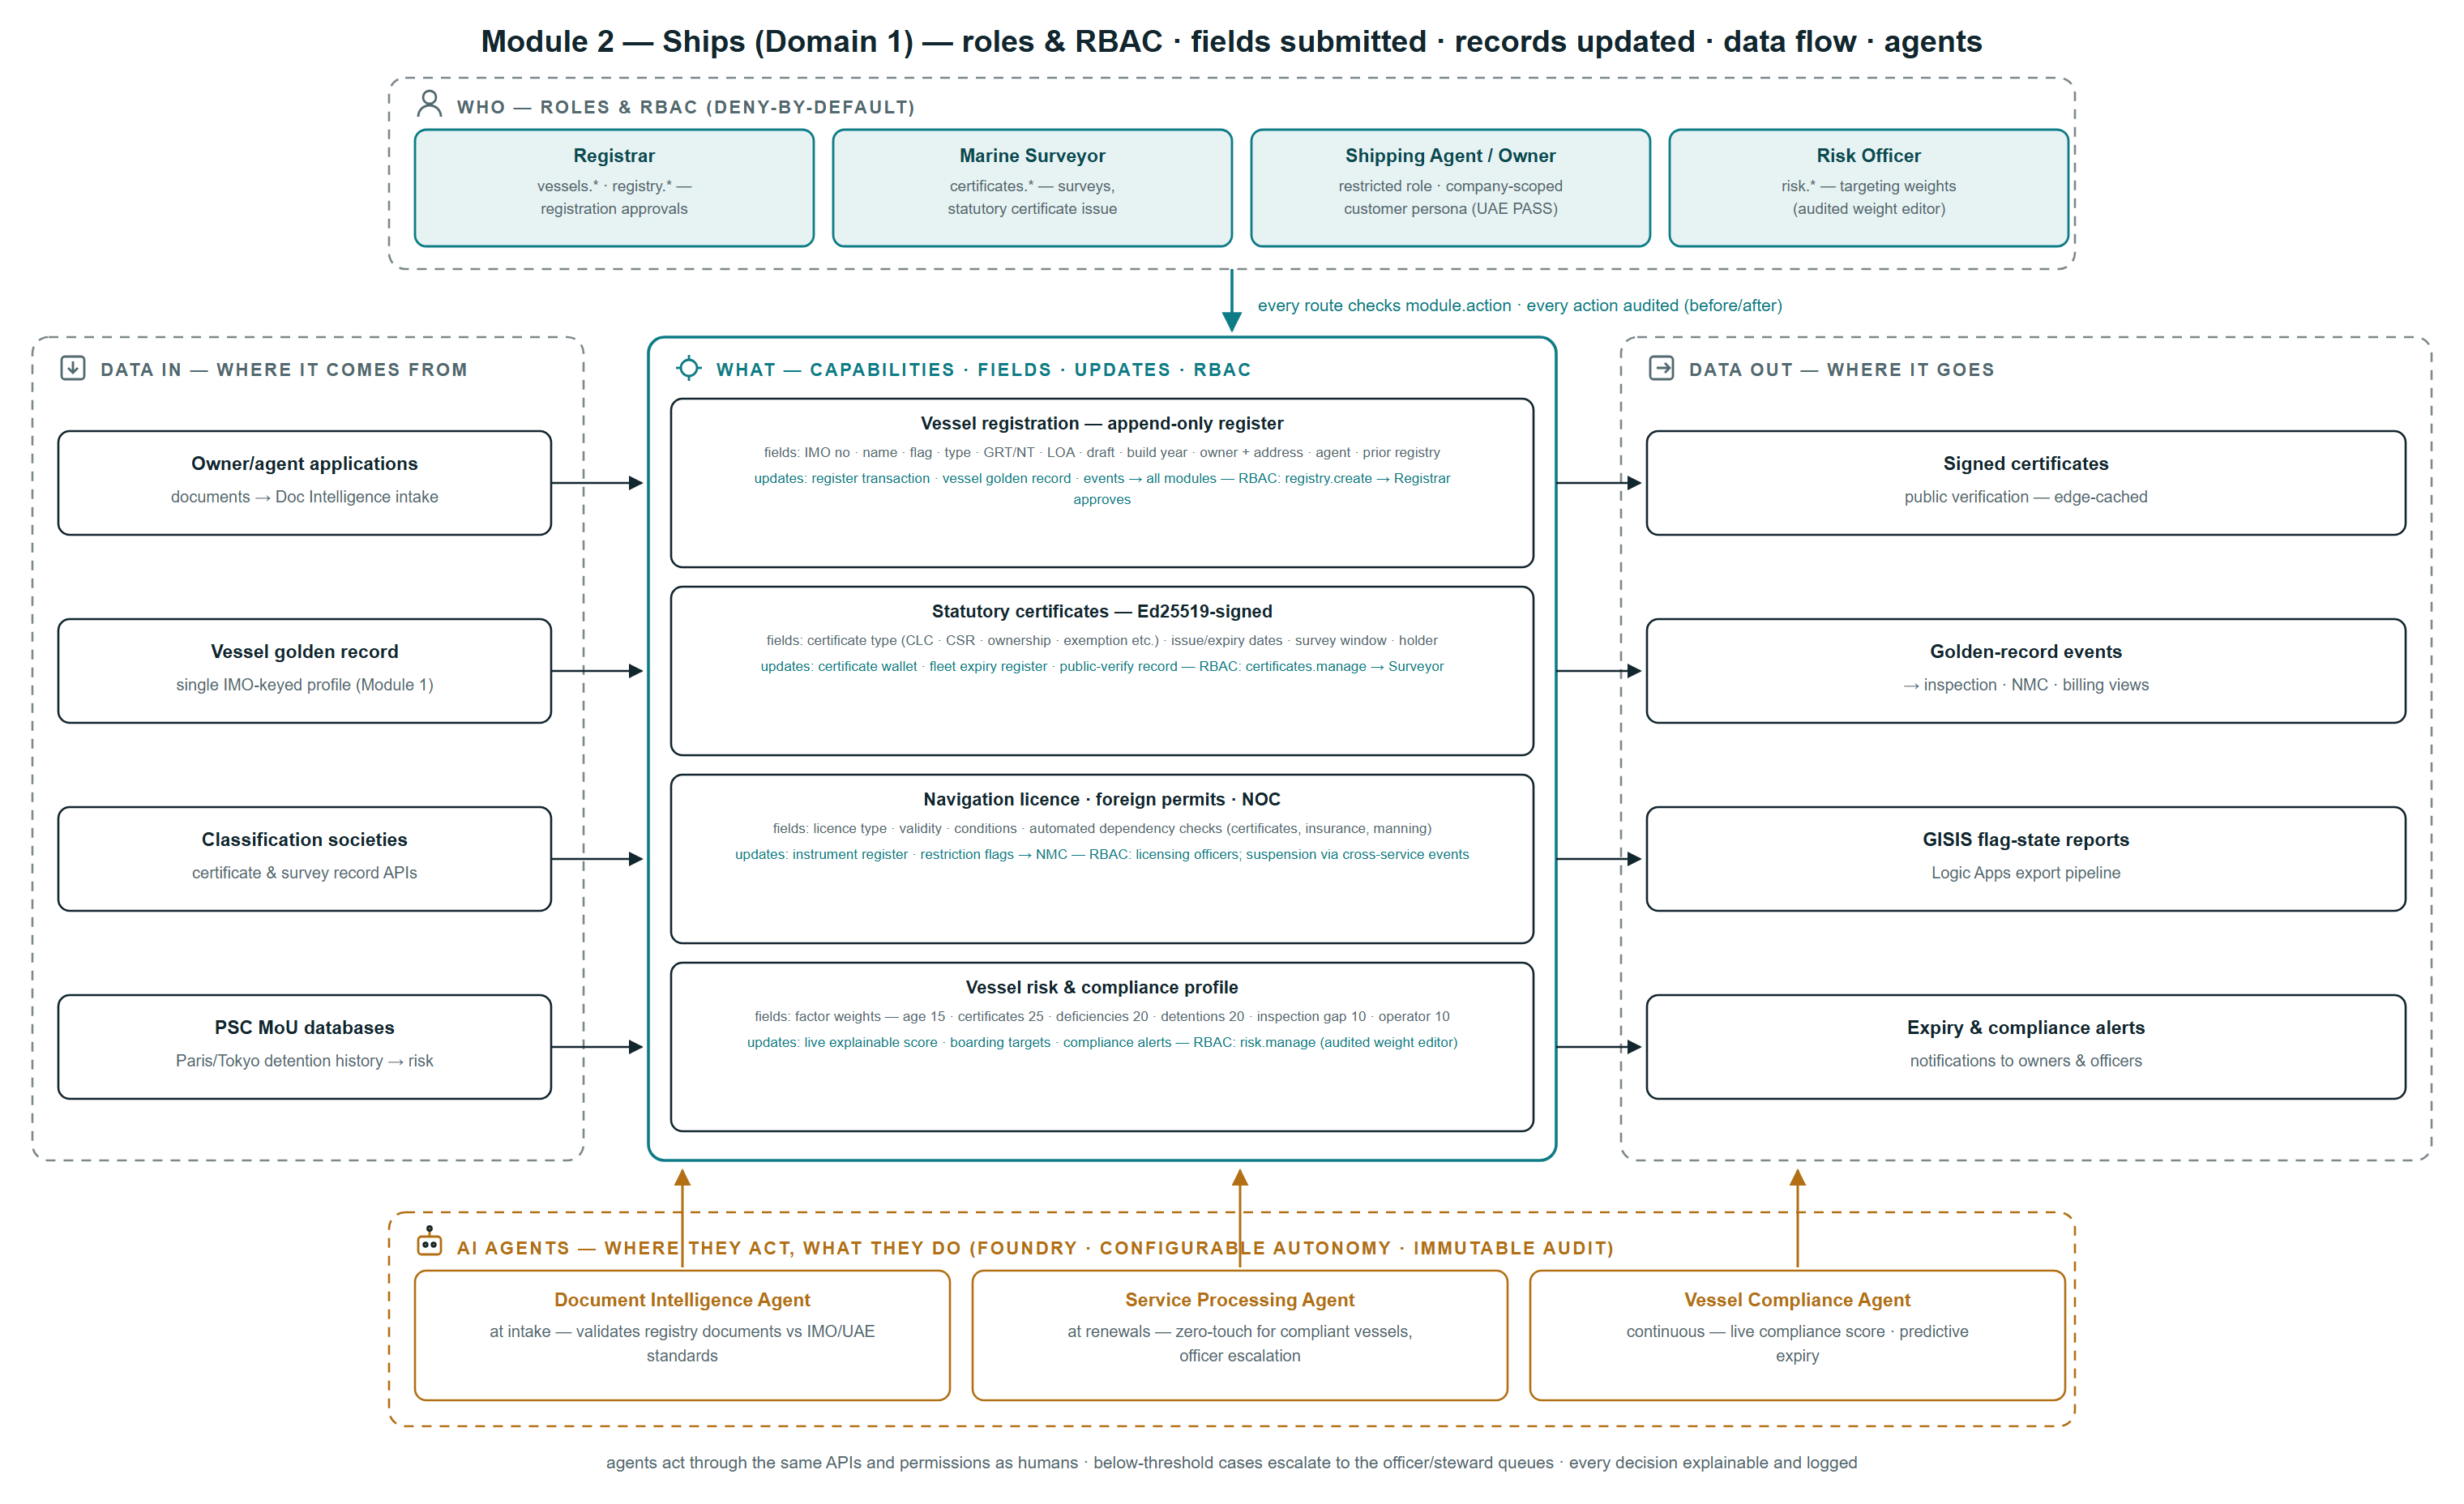 Module 2 — Ships (Domain 1) — roles & RBAC · fields submitted · records updated · data flow · agents
WHO — ROLES & RBAC (DENY-BY-DEFAULT)
Registrar
vessels.* · registry.* —
registration approvals
Marine Surveyor
certificates.* — surveys,
statutory certificate issue
Shipping Agent / Owner
restricted role · company-scoped
customer persona (UAE PASS)
Risk Officer
risk.* — targeting weights
(audited weight editor)
every route checks module.action · every action audited (before/after)
DATA IN — WHERE IT COMES FROM
Owner/agent applications
documents → Doc Intelligence intake
Vessel golden record
single IMO-keyed profile (Module 1)
Classification societies
certificate & survey record APIs
PSC MoU databases
Paris/Tokyo detention history → risk
WHAT — CAPABILITIES · FIELDS · UPDATES · RBAC
Vessel registration — append-only register
fields: IMO no · name · flag · type · GRT/NT · LOA · draft · build year · owner + address · agent · prior registry
updates: register transaction · vessel golden record · events → all modules — RBAC: registry.create → Registrar
approves
Statutory certificates — Ed25519-signed
fields: certificate type (CLC · CSR · ownership · exemption etc.) · issue/expiry dates · survey window · holder
updates: certificate wallet · fleet expiry register · public-verify record — RBAC: certificates.manage → Surveyor
Navigation licence · foreign permits · NOC
fields: licence type · validity · conditions · automated dependency checks (certificates, insurance, manning)
updates: instrument register · restriction flags → NMC — RBAC: licensing officers; suspension via cross-service events
Vessel risk & compliance profile
fields: factor weights — age 15 · certificates 25 · deficiencies 20 · detentions 20 · inspection gap 10 · operator 10
updates: live explainable score · boarding targets · compliance alerts — RBAC: risk.manage (audited weight editor)
DATA OUT — WHERE IT GOES
Signed certificates
public verification — edge-cached
Golden-record events
→ inspection · NMC · billing views
GISIS flag-state reports
Logic Apps export pipeline
Expiry & compliance alerts
notifications to owners & officers
AI AGENTS — WHERE THEY ACT, WHAT THEY DO (FOUNDRY · CONFIGURABLE AUTONOMY · IMMUTABLE AUDIT)
Document Intelligence Agent
at intake — validates registry documents vs IMO/UAE
standards
Service Processing Agent
at renewals — zero-touch for compliant vessels,
officer escalation
Vessel Compliance Agent
continuous — live compliance score · predictive
expiry
agents act through the same APIs and permissions as humans · below-threshold cases escalate to the officer/steward queues · every decision explainable and logged